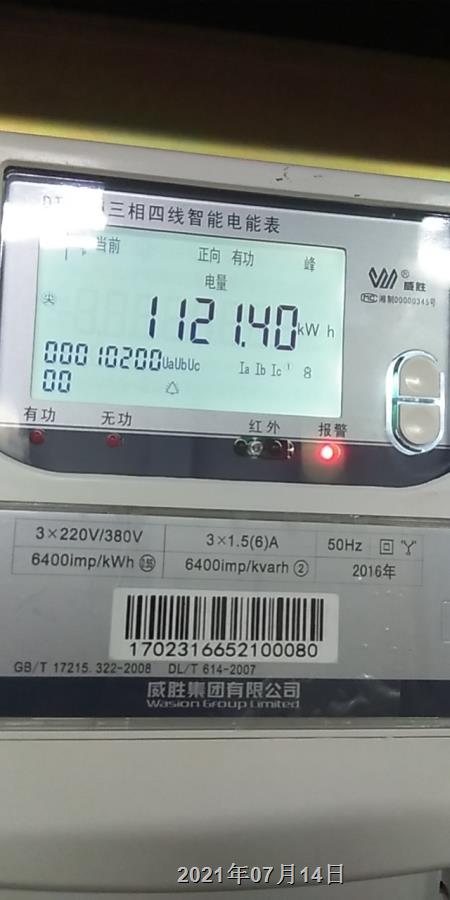 三相四线智能电能表
当前 正向 有功 峰
电量
威胜
湘制00000345号
尖
1121.40 kWh
00010200 UaUbUc Ia Ib Ic 8
00
有功 无功 红外 报警
3×220V/380V 3×1.5(6)A 50Hz
6400imp/kWh 6400imp/kvarh ② 2016年
1702316652100080
GB/T 17215.322-2008 DL/T 614-2007
威胜集团有限公司
Wasion Group Limited
2021年07月14日